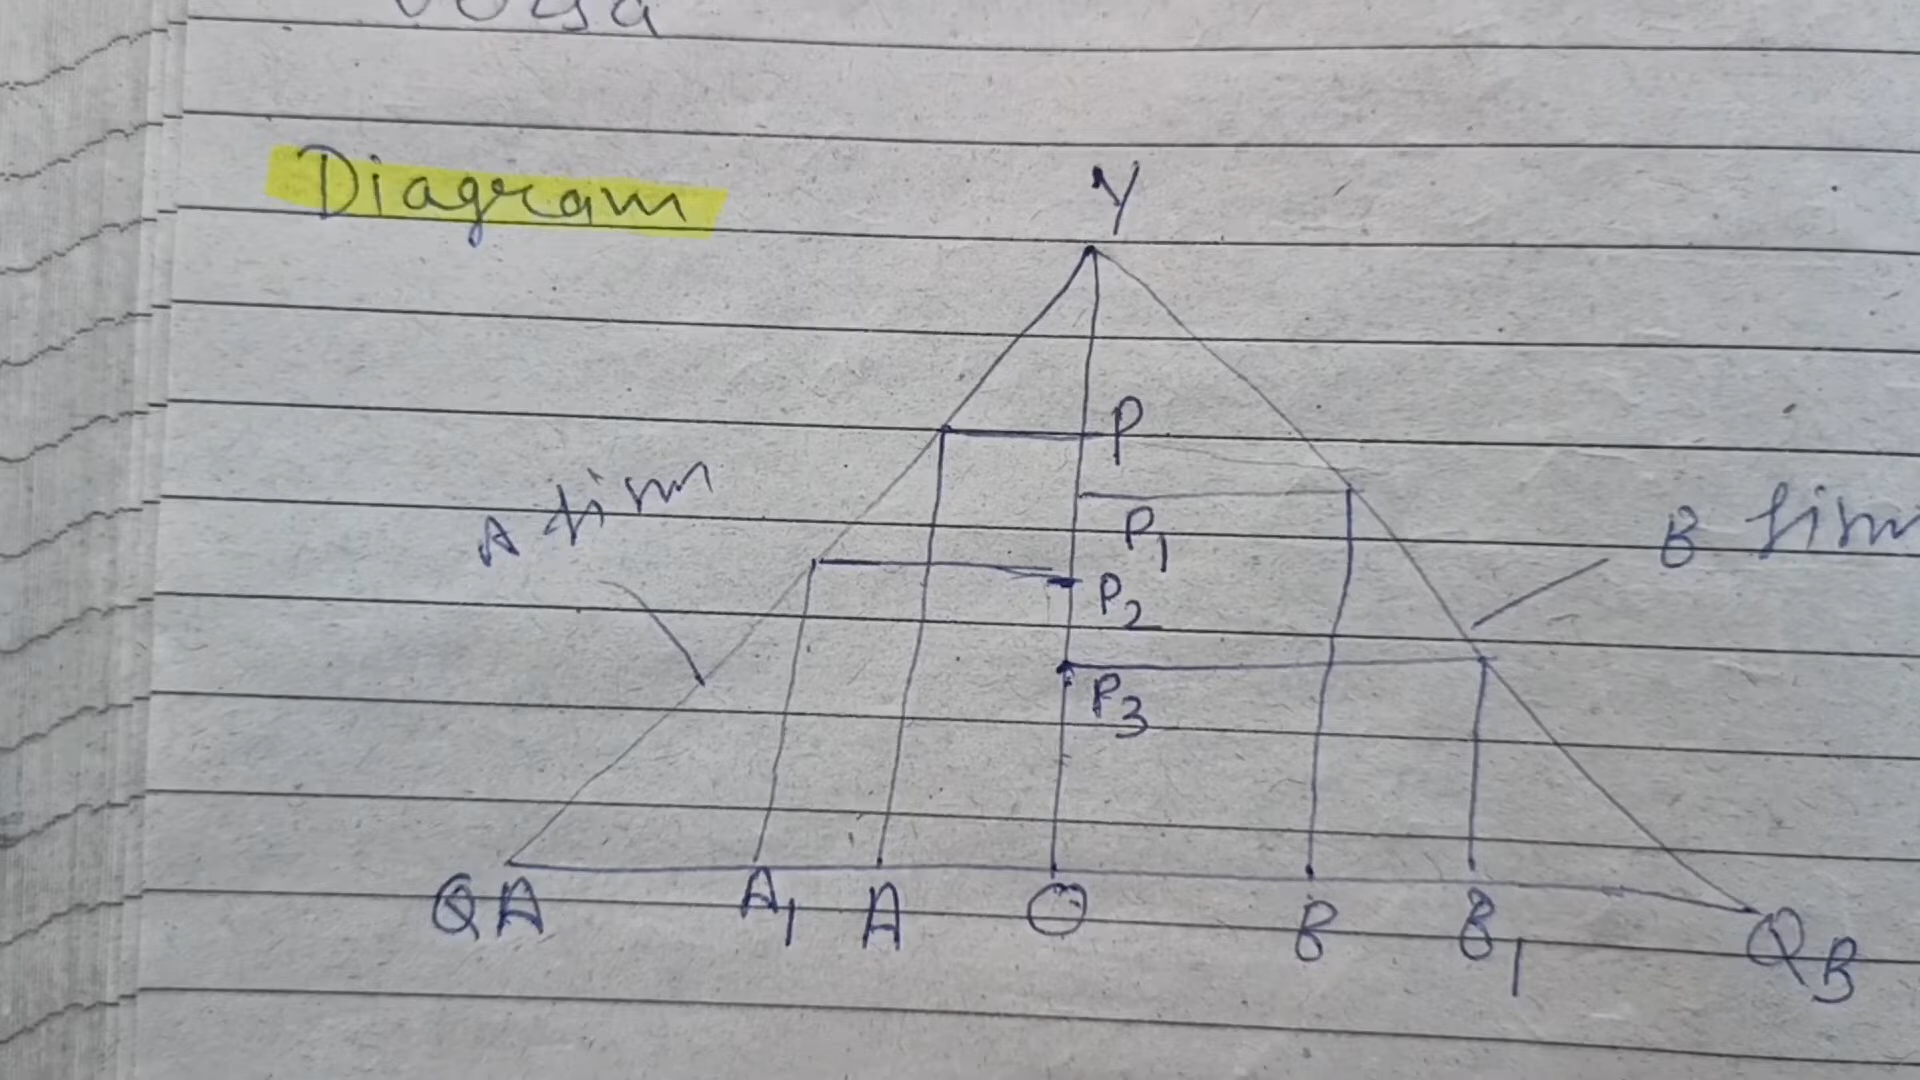 Diagram
Y
P
A firm
P1
B firm
P2
P3
QA A1 A O B B1 QB